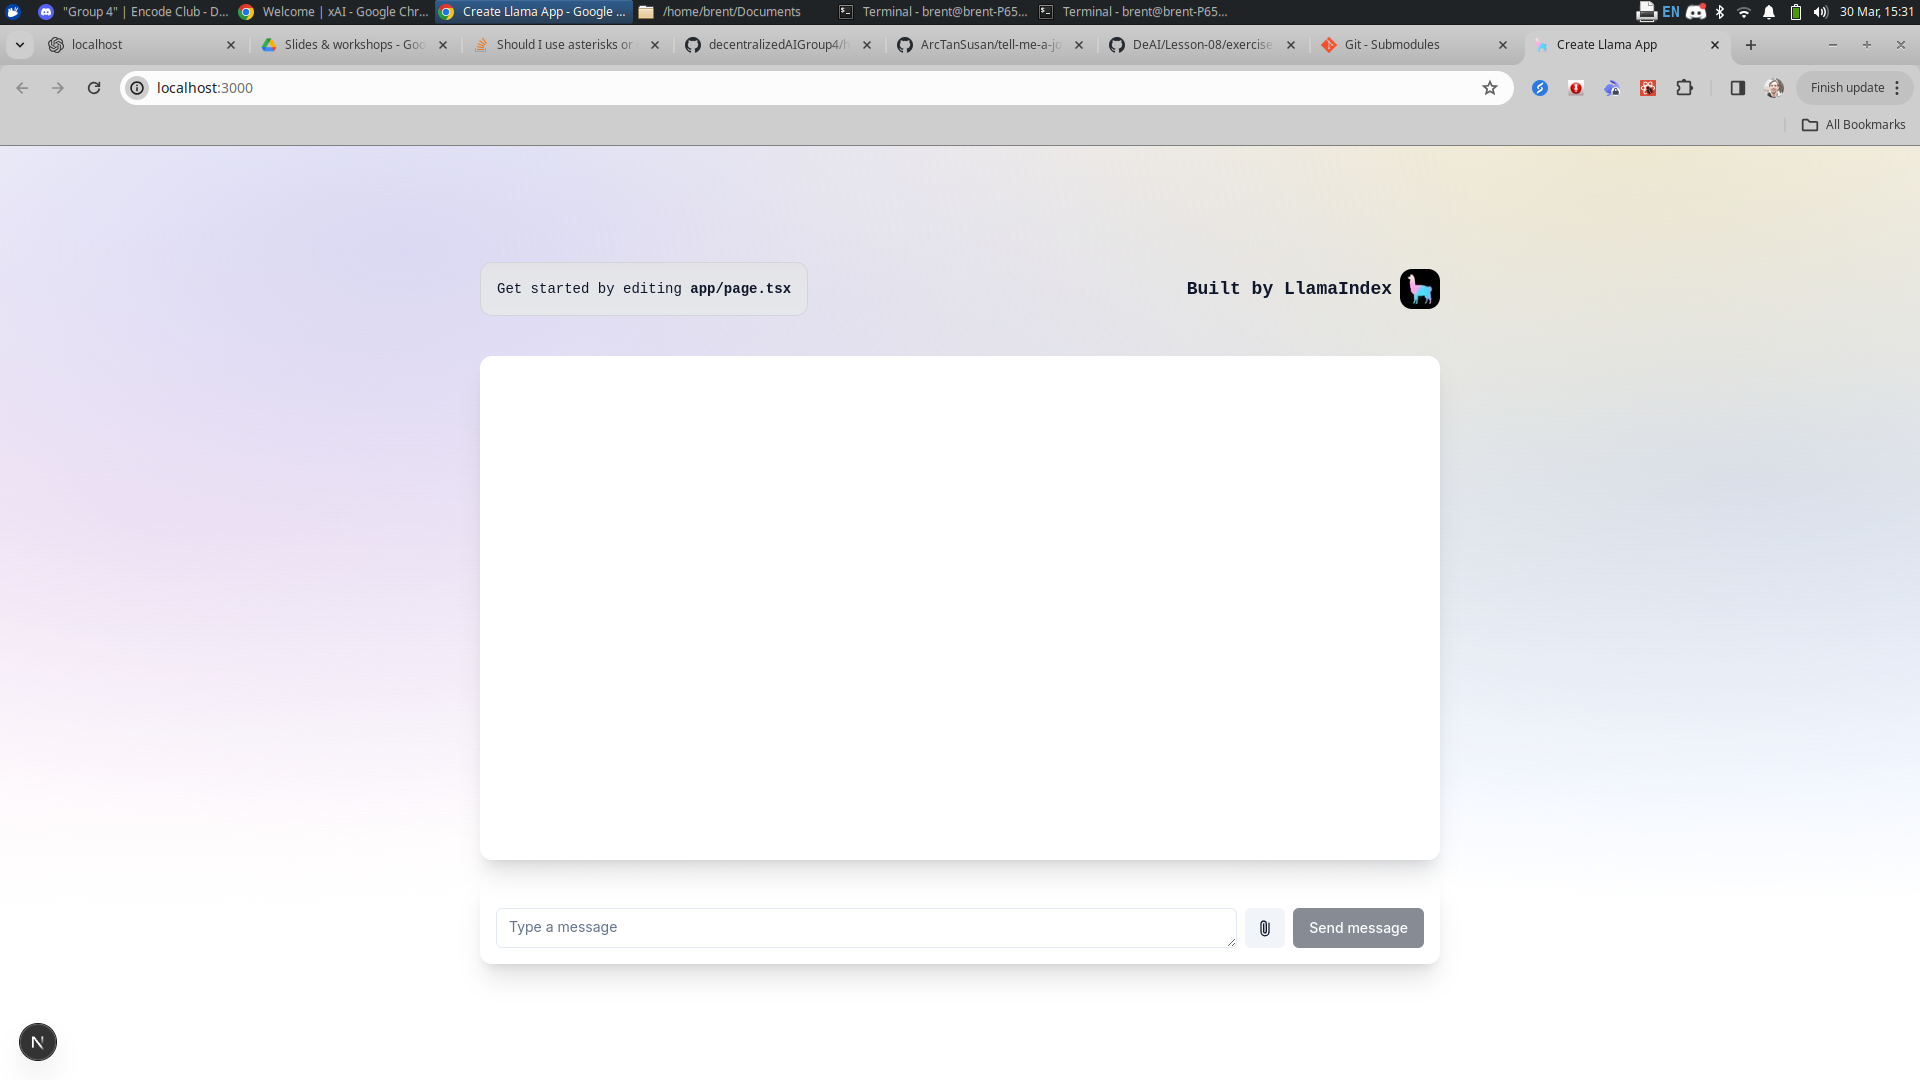 "Group 4" | Encode Club - D...
Welcome | xAI - Google Chr...
Create Llama App - Google ...
/home/brent/Documents
Terminal - brent@brent-P65...
Terminal - brent@brent-P65...
EN
30 Mar, 15:31
localhost
Slides & workshops - Goo
Should I use asterisks or
decentralizedAIGroup4/h
ArcTanSusan/tell-me-a-jo
DeAI/Lesson-08/exercise
Git - Submodules
Create Llama App
localhost:3000
Finish update
All Bookmarks
Get started by editing app/page.tsx
Built by LlamaIndex
Type a message
Send message
N